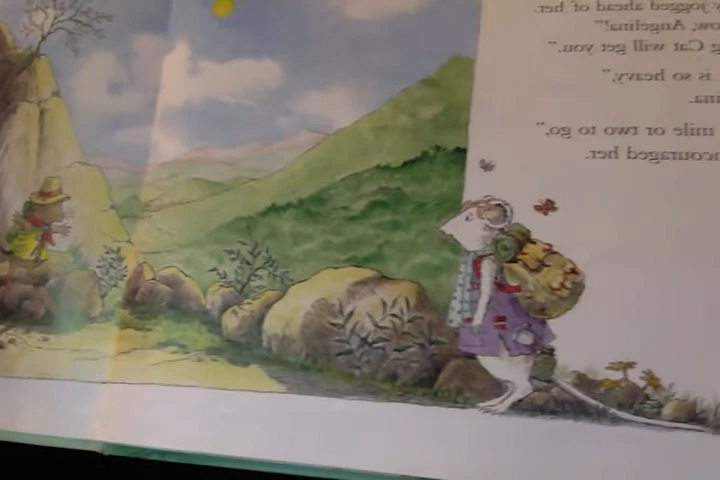 jogged ahead of her.
ow, Angelina!"
g Cat will get you."
is so heavy,"
ina.
mile or two to go,"
ncouraged her.